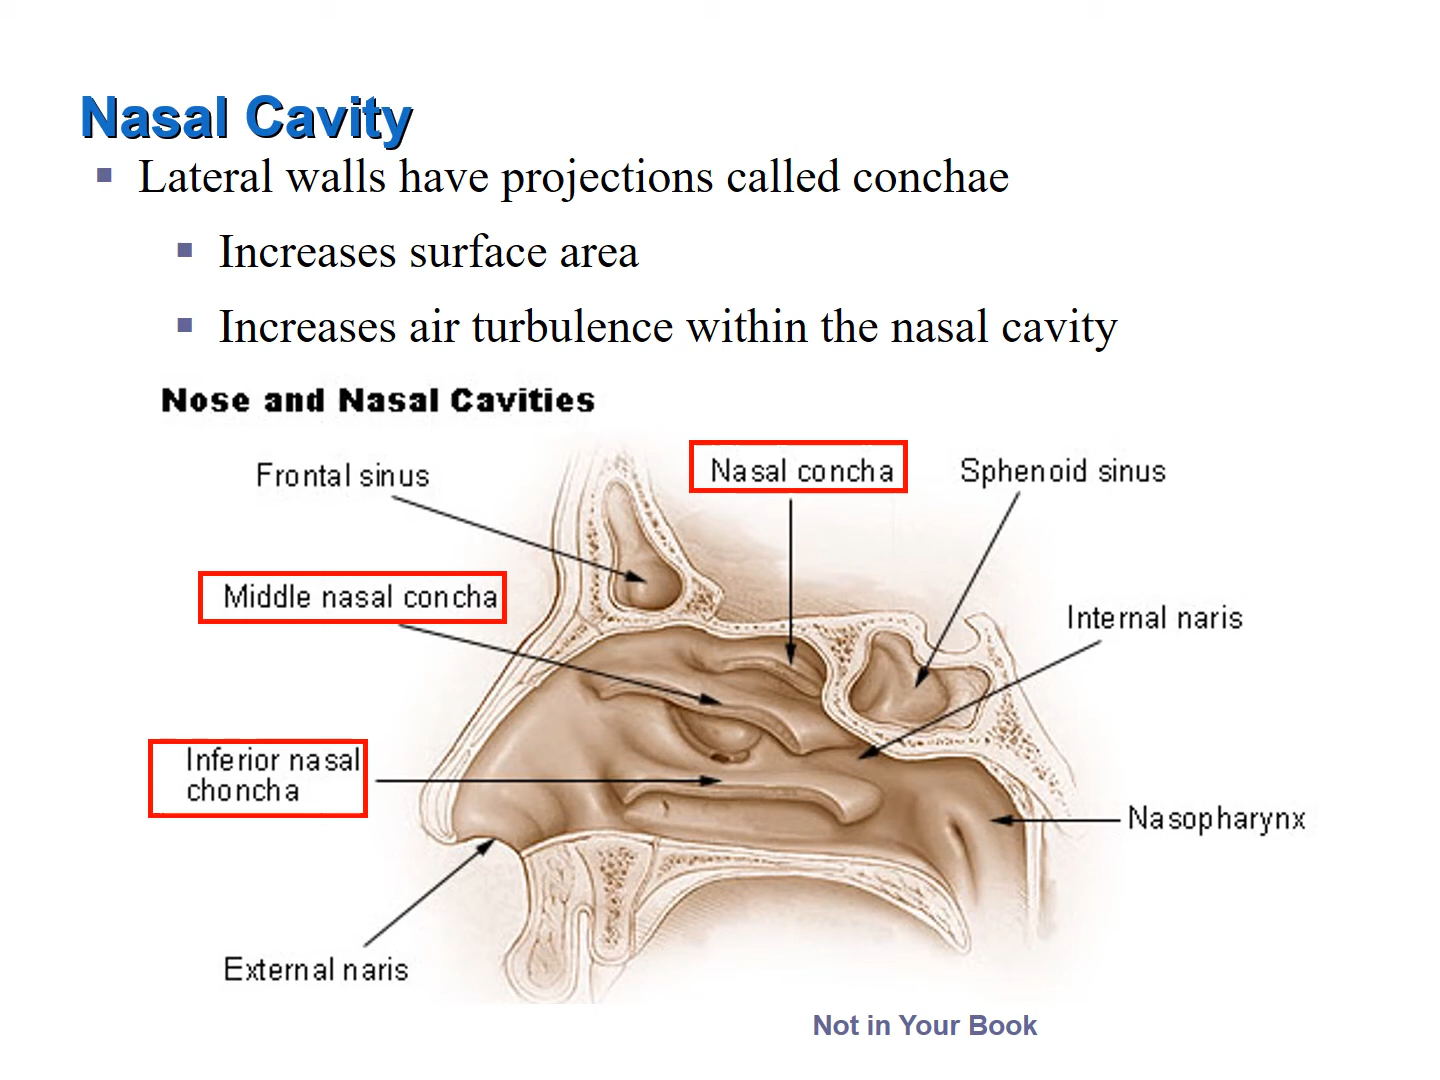 Nasal Cavity
Lateral walls have projections called conchae
Increases surface area
Increases air turbulence within the nasal cavity
Nose and Nasal Cavities
Frontal sinus
Nasal concha
Sphenoid sinus
Middle nasal concha
Internal naris
Inferior nasal
choncha
Nasopharynx
External naris
Not in Your Book